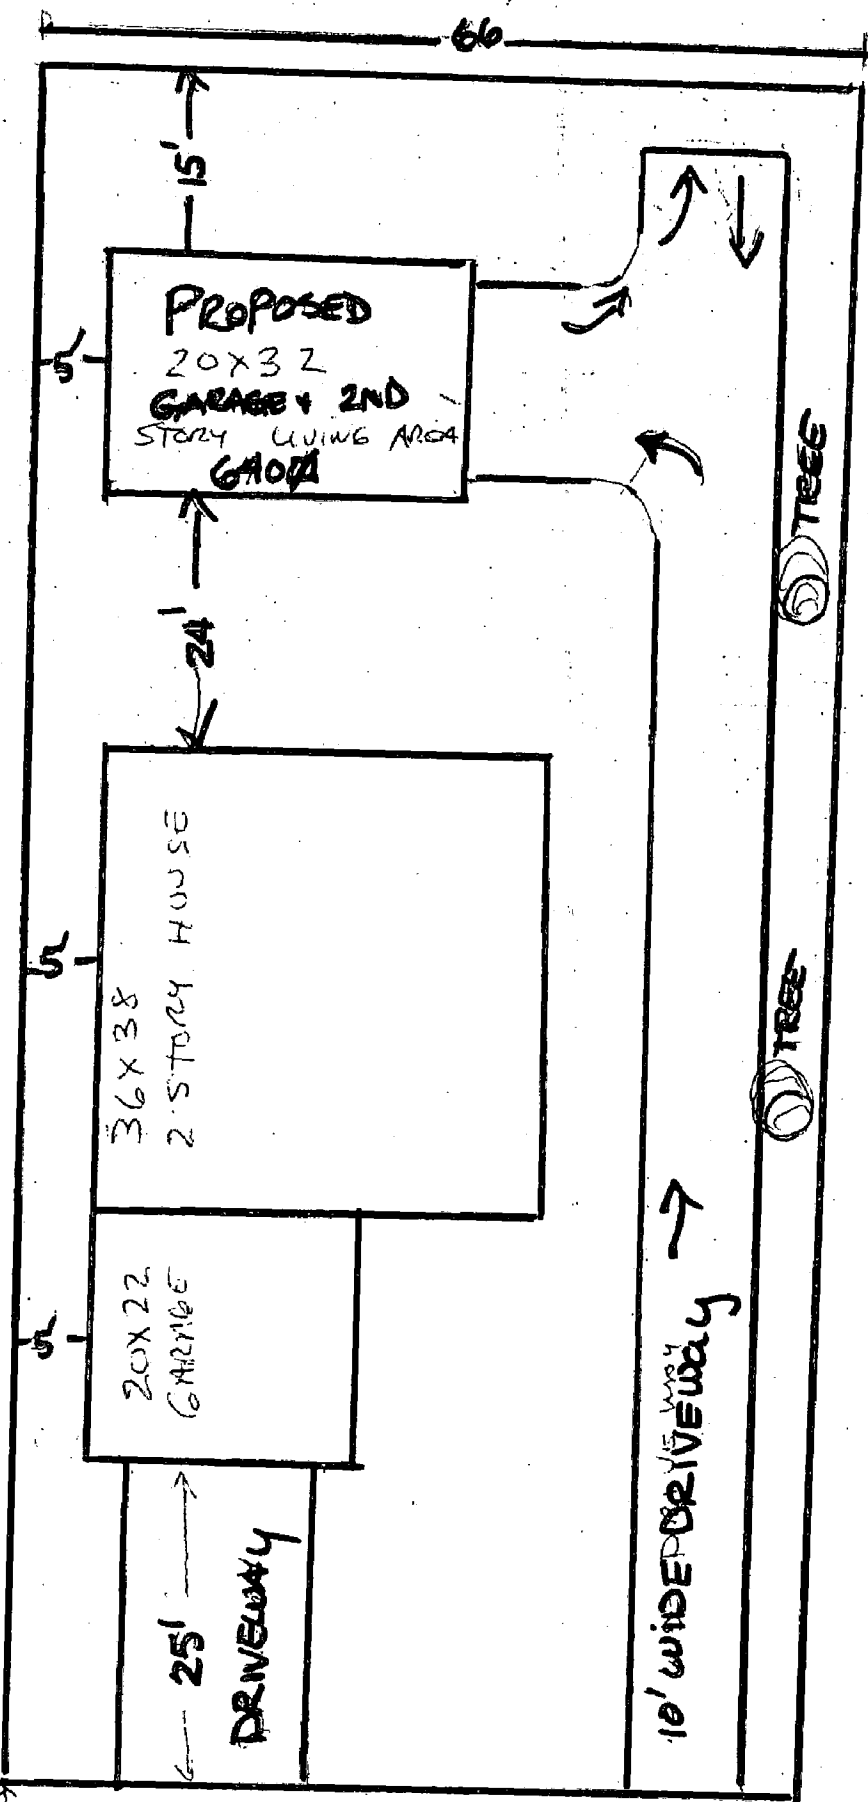 66
15'
PROPOSED
20X32
GARAGE & 2ND
STORY LIVING AREA
5'
24'
TREE
36X38
2 STORY HOUSE
5'
TREE
20X22
GARAGE
5'
25'
DRIVEWAY
10' WIDE DRIVEWAY